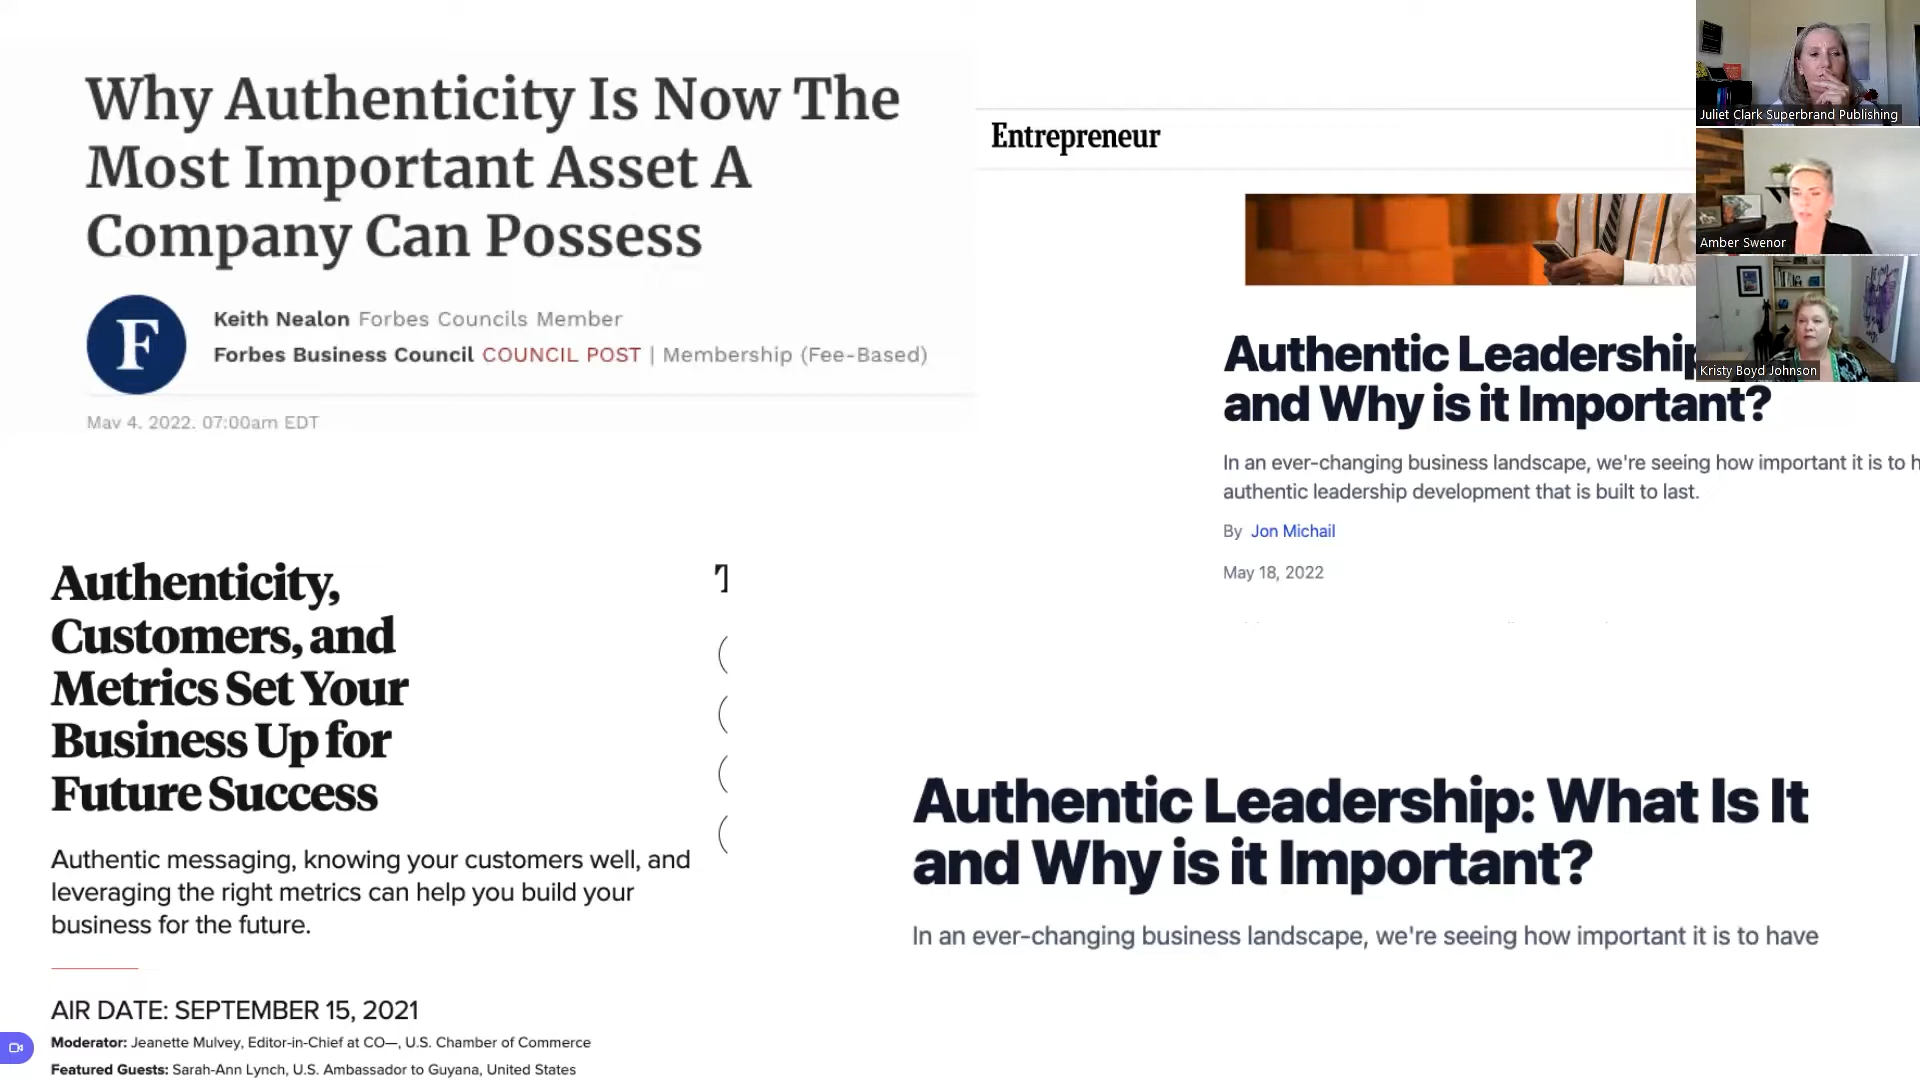 Why Authenticity Is Now The
Most Important Asset A
Company Can Possess
F
Keith Nealon Forbes Councils Member
Forbes Business Council COUNCIL POST | Membership (Fee-Based)
May 4, 2022, 07:00am EDT
Entrepreneur
Authentic Leadership
and Why is it Important?
In an ever-changing business landscape, we're seeing how important it is to h
authentic leadership development that is built to last.
By Jon Michail
May 18, 2022
Juliet Clark Superbrand Publishing
Amber Swenor
Kristy Boyd Johnson
Authenticity,
Customers, and
Metrics Set Your
Business Up for
Future Success
Authentic messaging, knowing your customers well, and
leveraging the right metrics can help you build your
business for the future.
AIR DATE: SEPTEMBER 15, 2021
Moderator: Jeanette Mulvey, Editor-in-Chief at CO—, U.S. Chamber of Commerce
Featured Guests: Sarah-Ann Lynch, U.S. Ambassador to Guyana, United States
Authentic Leadership: What Is It
and Why is it Important?
In an ever-changing business landscape, we're seeing how important it is to have